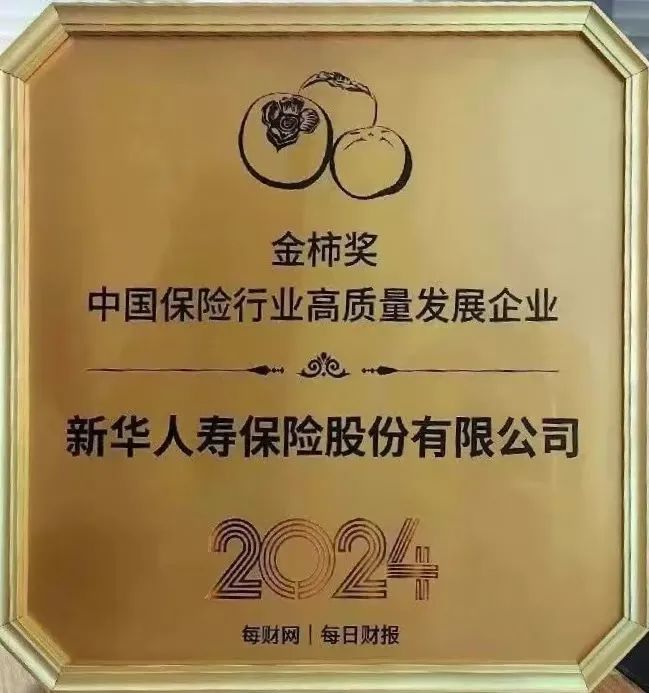 金柿奖
中国保险行业高质量发展企业
新华人寿保险股份有限公司
2024
每财网｜每日财报